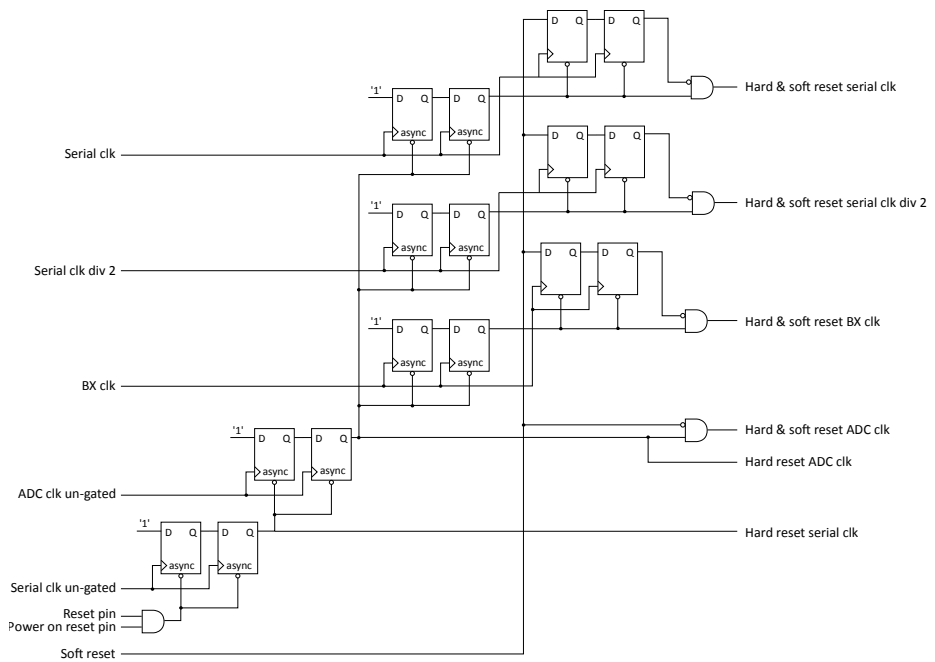 D Q D Q
'1' D Q D Q
async async
Hard & soft reset serial clk
Serial clk
D Q D Q
'1' D Q D Q
async async
Hard & soft reset serial clk div 2
Serial clk div 2
D Q D Q
'1' D Q D Q
async async
Hard & soft reset BX clk
BX clk
'1' D Q D Q
async async
Hard & soft reset ADC clk
Hard reset ADC clk
ADC clk un-gated
'1' D Q D Q
async async
Hard reset serial clk
Serial clk un-gated
Reset pin
Power on reset pin
Soft reset